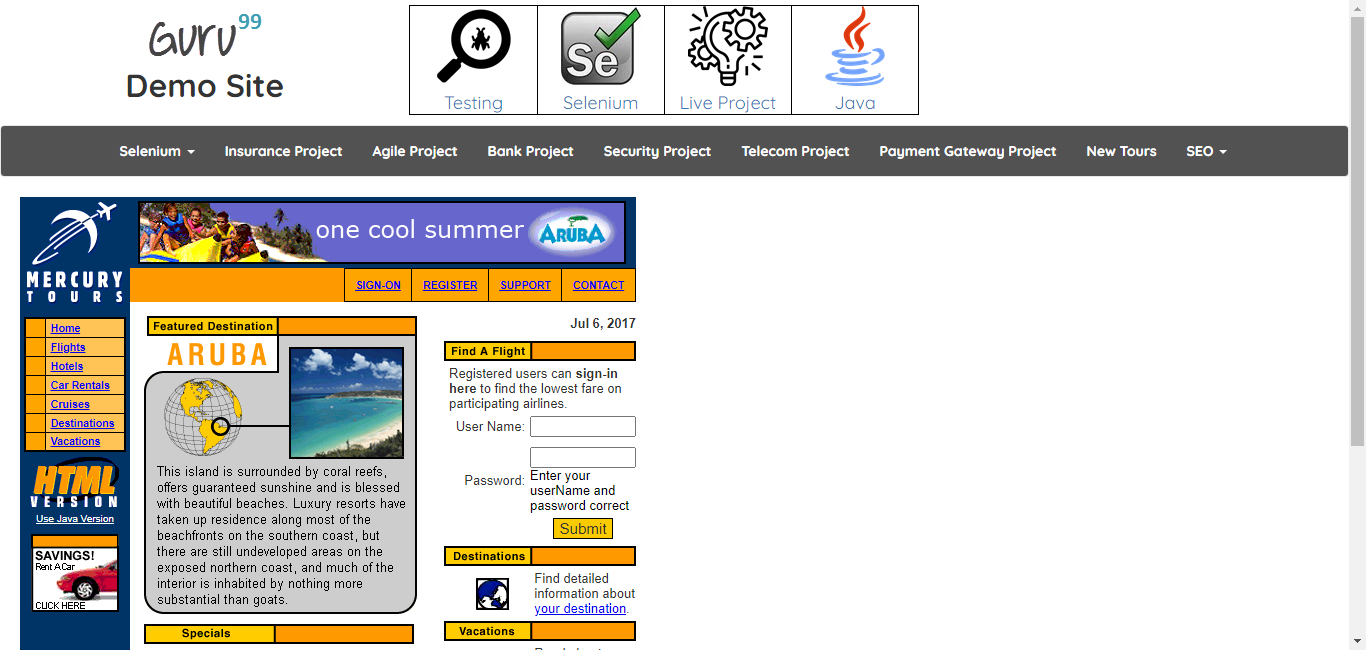 Guru99
Demo Site
Testing
Selenium
Live Project
Java
Selenium
Insurance Project
Agile Project
Bank Project
Security Project
Telecom Project
Payment Gateway Project
New Tours
SEO
MERCURY
TOURS
one cool summer
ARUBA
SIGN-ON
REGISTER
SUPPORT
CONTACT
Home
Flights
Hotels
Car Rentals
Cruises
Destinations
Vacations
HTML
VERSION
Use Java Version
SAVINGS!
Rent A Car
CLICK HERE
Featured Destination
ARUBA
This island is surrounded by coral reefs,
offers guaranteed sunshine and is blessed
with beautiful beaches. Luxury resorts have
taken up residence along most of the
beachfronts on the southern coast, but
there are still undeveloped areas on the
exposed northern coast, and much of the
interior is inhabited by nothing more
substantial than goats.
Specials
Jul 6, 2017
Find A Flight
Registered users can sign-in
here to find the lowest fare on
participating airlines.
User Name:
Password:
Enter your
userName and
password correct
Submit
Destinations
Find detailed
information about
your destination.
Vacations